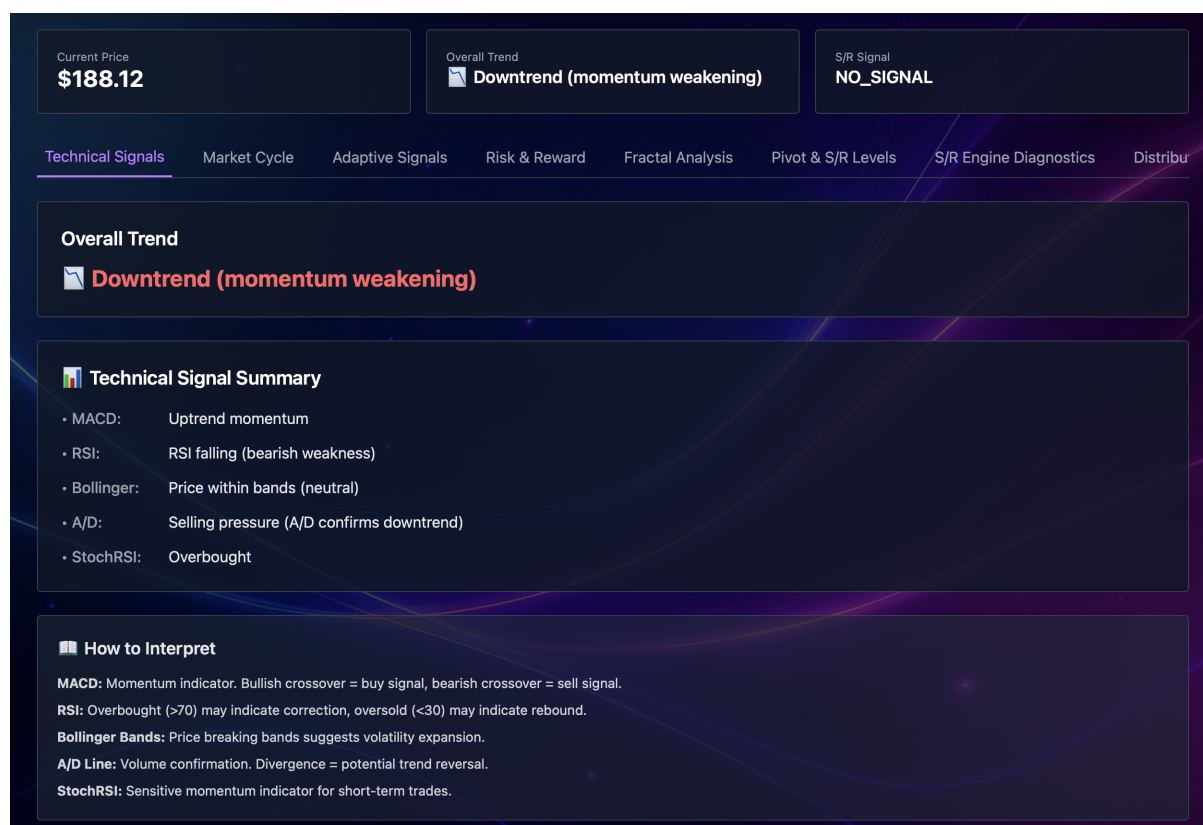 Current Price
$188.12
Overall Trend
📉 Downtrend (momentum weakening)
S/R Signal
NO_SIGNAL
Technical Signals Market Cycle Adaptive Signals Risk & Reward Fractal Analysis Pivot & S/R Levels S/R Engine Diagnostics Distribu
Overall Trend
📉 Downtrend (momentum weakening)
📊 Technical Signal Summary
• MACD: Uptrend momentum
• RSI: RSI falling (bearish weakness)
• Bollinger: Price within bands (neutral)
• A/D: Selling pressure (A/D confirms downtrend)
• StochRSI: Overbought
📖 How to Interpret
MACD: Momentum indicator. Bullish crossover = buy signal, bearish crossover = sell signal.
RSI: Overbought (>70) may indicate correction, oversold (<30) may indicate rebound.
Bollinger Bands: Price breaking bands suggests volatility expansion.
A/D Line: Volume confirmation. Divergence = potential trend reversal.
StochRSI: Sensitive momentum indicator for short-term trades.